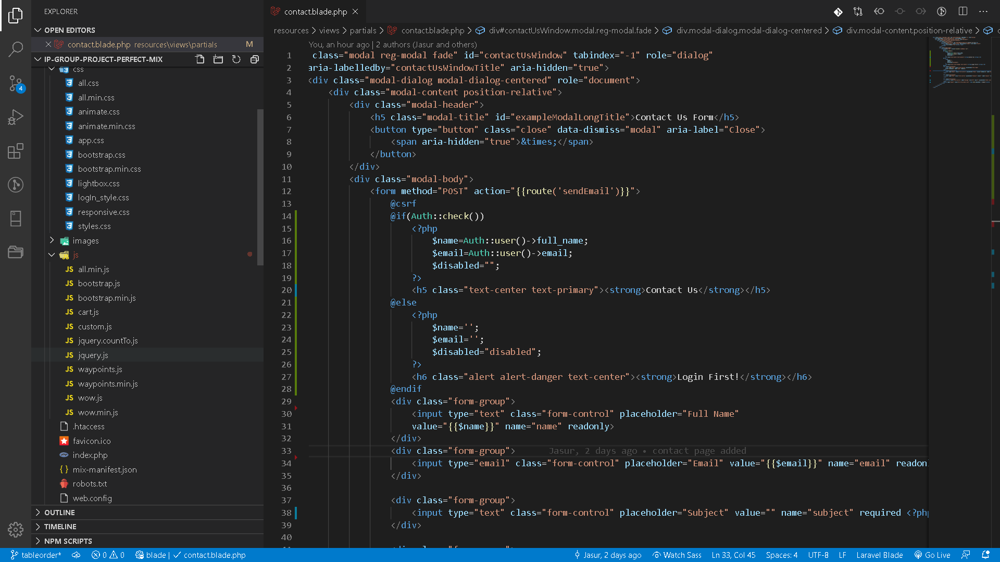 EXPLORER
OPEN EDITORS
contact.blade.php resources\views\partials M
IP-GROUP-PROJECT-PERFECT-MIX
css
all.css
all.min.css
animate.css
animate.min.css
app.css
bootstrap.css
bootstrap.min.css
lightbox.css
logIn_style.css
responsive.css
styles.css
images
js
JS all.min.js
JS bootstrap.js
JS bootstrap.min.js
JS cart.js
JS custom.js
JS jquery.countTo.js
JS jquery.js
JS waypoints.js
JS waypoints.min.js
JS wow.js
JS wow.min.js
.htaccess
favicon.ico
index.php
{} mix-manifest.json
robots.txt
web.config
OUTLINE
TIMELINE
NPM SCRIPTS
4
contact.blade.php
resources > views > partials > contact.blade.php > div#contactUsWindow.modal.reg-modal.fade > div.modal-dialog.modal-dialog-centered > div.modal-content.position-relative >
You, an hour ago | 2 authors (Jasur and others)
1 class="modal reg-modal fade" id="contactUsWindow" tabindex="-1" role="dialog"
2 aria-labelledby="contactUsWindowTitle" aria-hidden="true">
3 <div class="modal-dialog modal-dialog-centered" role="document">
4 <div class="modal-content position-relative">
5 <div class="modal-header">
6 <h5 class="modal-title" id="exampleModalLongTitle">Contact Us Form</h5>
7 <button type="button" class="close" data-dismiss="modal" aria-label="Close">
8 <span aria-hidden="true">&times;</span>
9 </button>
10 </div>
11 <div class="modal-body">
12 <form method="POST" action="{{route('sendEmail')}}">
13 @csrf
14 @if(Auth::check())
15 <?php
16 $name=Auth::user()->full_name;
17 $email=Auth::user()->email;
18 $disabled="";
19 ?>
20 <h5 class="text-center text-primary"><strong>Contact Us</strong></h5>
21 @else
22 <?php
23 $name='';
24 $email='';
25 $disabled="disabled";
26 ?>
27 <h6 class="alert alert-danger text-center"><strong>Login First!</strong></h6>
28 @endif
29 <div class="form-group">
30 <input type="text" class="form-control" placeholder="Full Name"
31 value="{{$name}}" name="name" readonly>
32 </div>
33 <div class="form-group"> Jasur, 2 days ago • contact page added
34 <input type="email" class="form-control" placeholder="Email" value="{{$email}}" name="email" readonl
35 </div>
36
37 <div class="form-group">
38 <input type="text" class="form-control" placeholder="Subject" value="" name="subject" required <?php
39 </div>
40
tableorder* 0 0 blade | contact.blade.php Jasur, 2 days ago Watch Sass Ln 33, Col 45 Spaces: 4 UTF-8 LF Laravel Blade Go Live